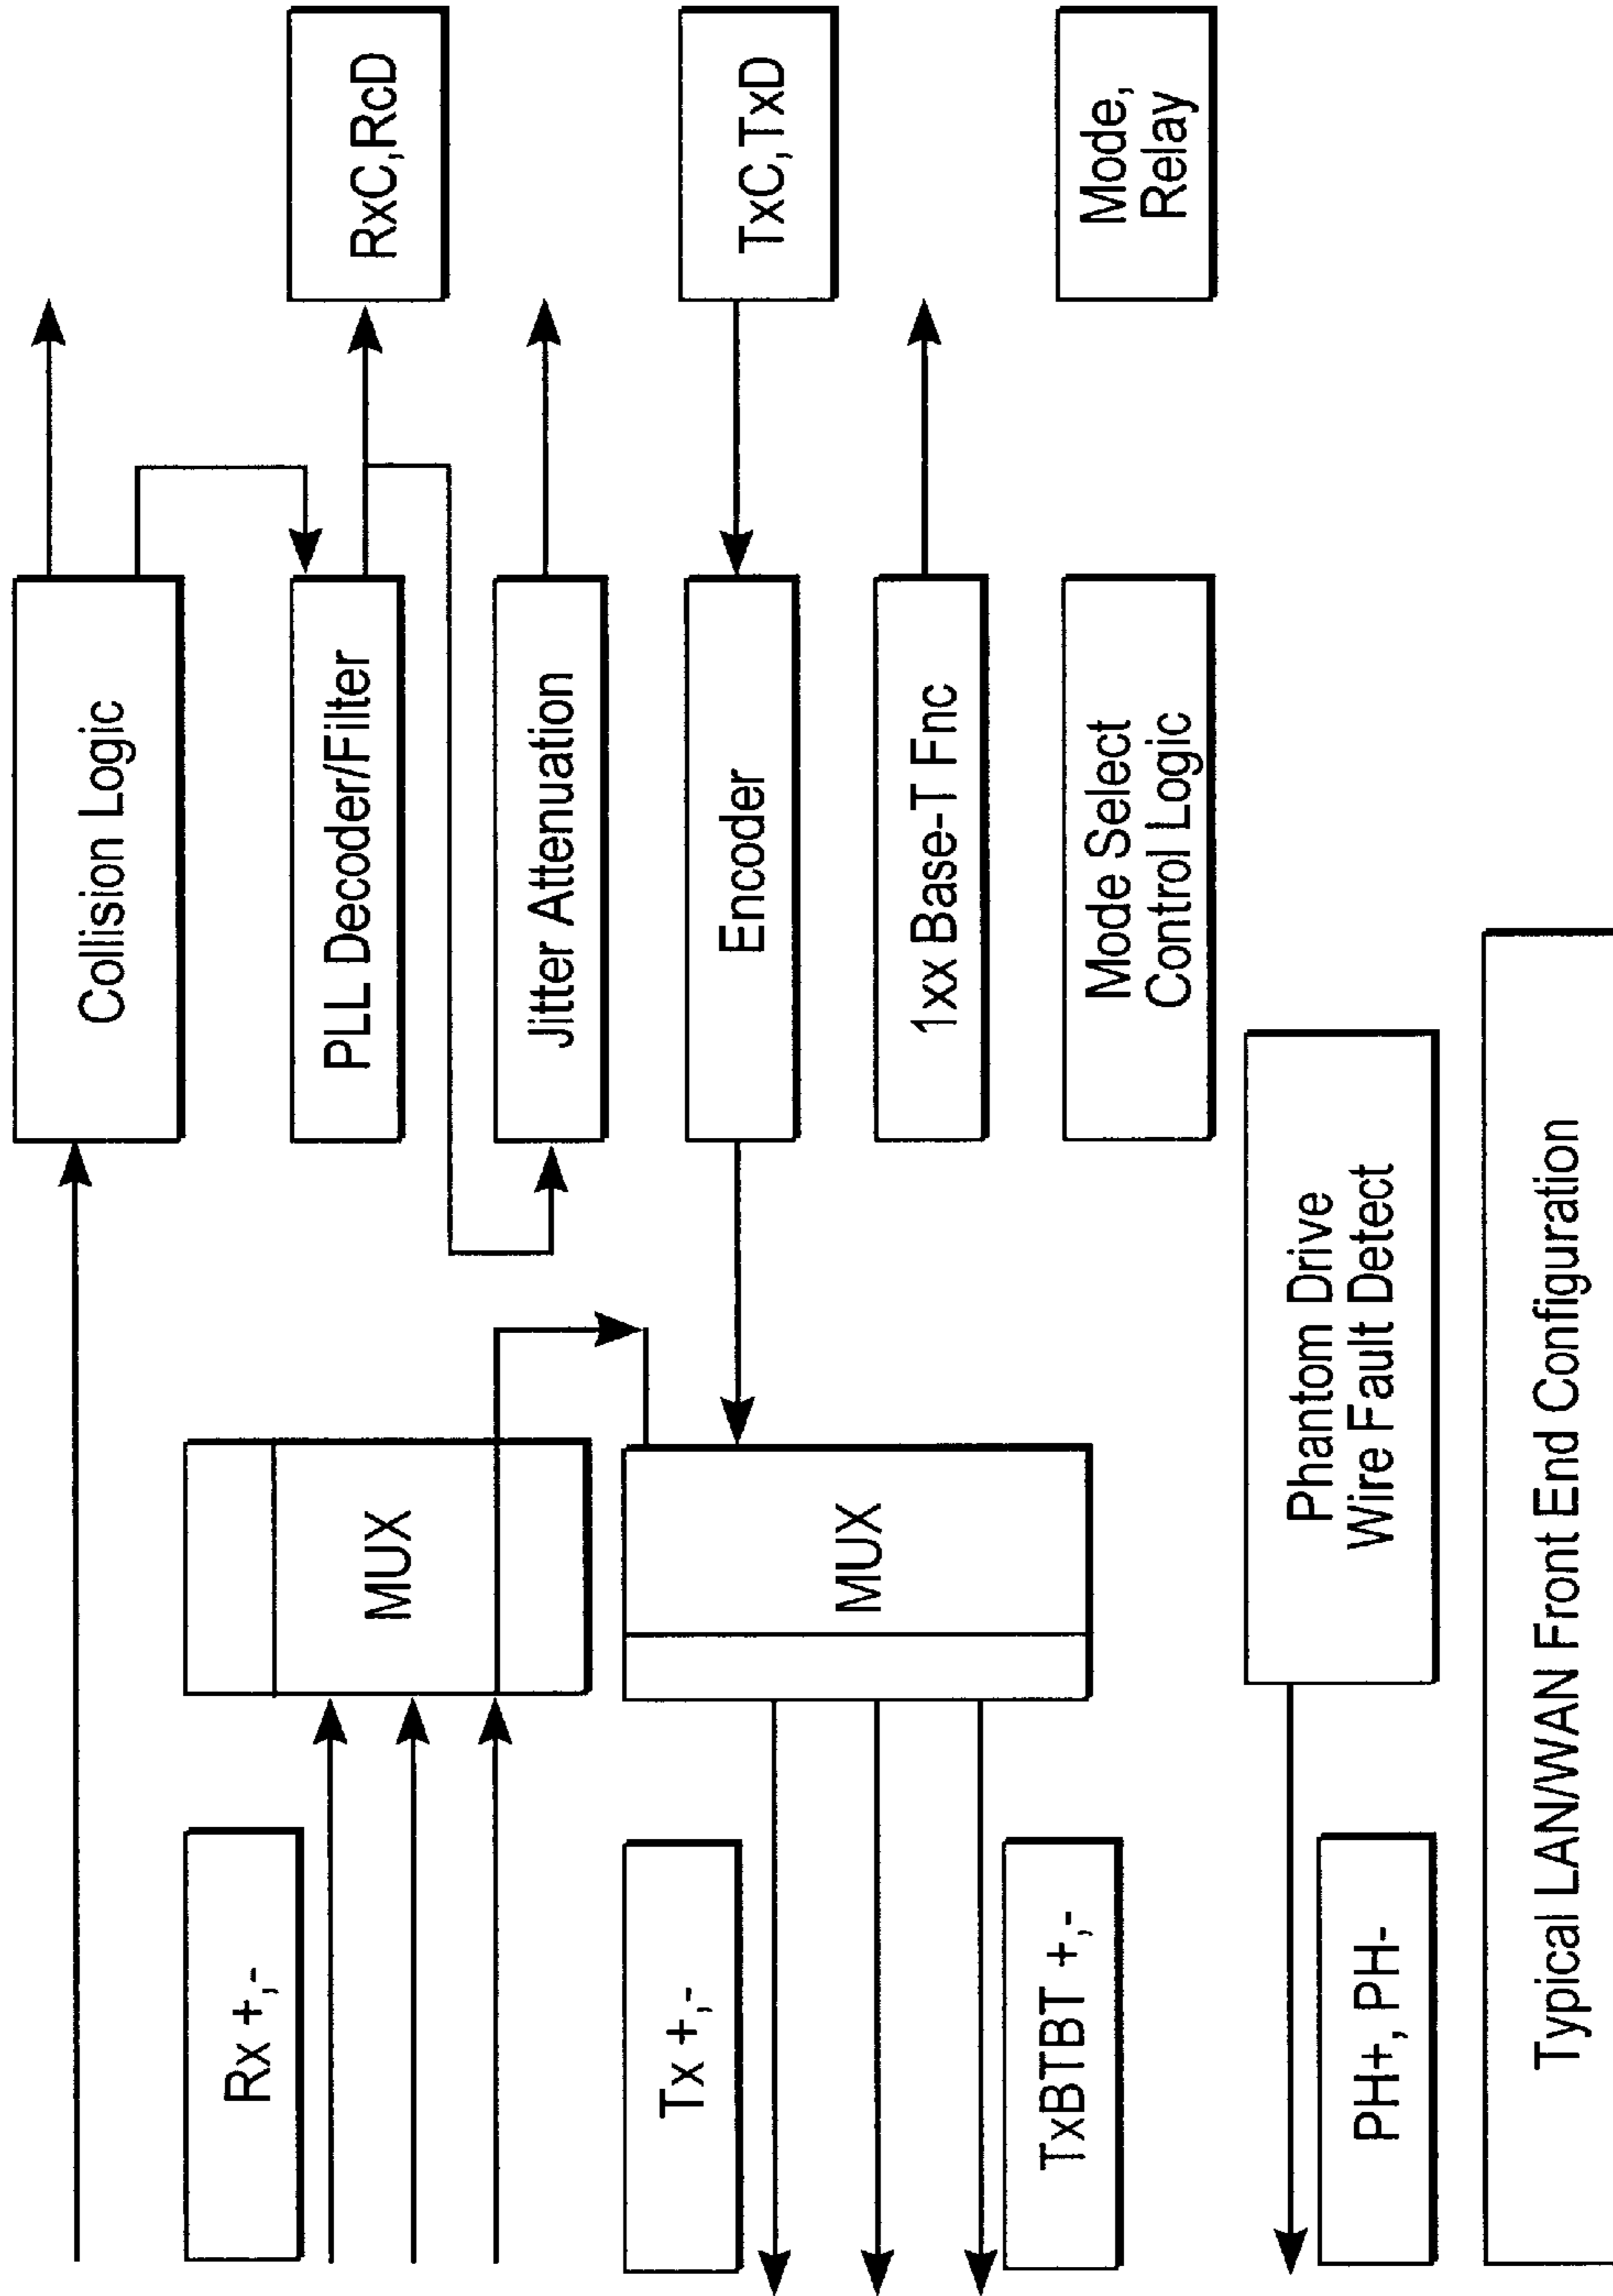 Collision Logic
Rx +,-
MUX
PLL Decoder/Filter
RxC,RcD
Jitter Attenuation
Tx +,-
MUX
Encoder
TxC,TxD
1xx Base-T Fnc
TxBTBT +,-
Mode Select
Control Logic
Mode,
Relay
Phantom Drive
Wire Fault Detect
PH+, PH-
Typical LAN/WAN Front End Configuration